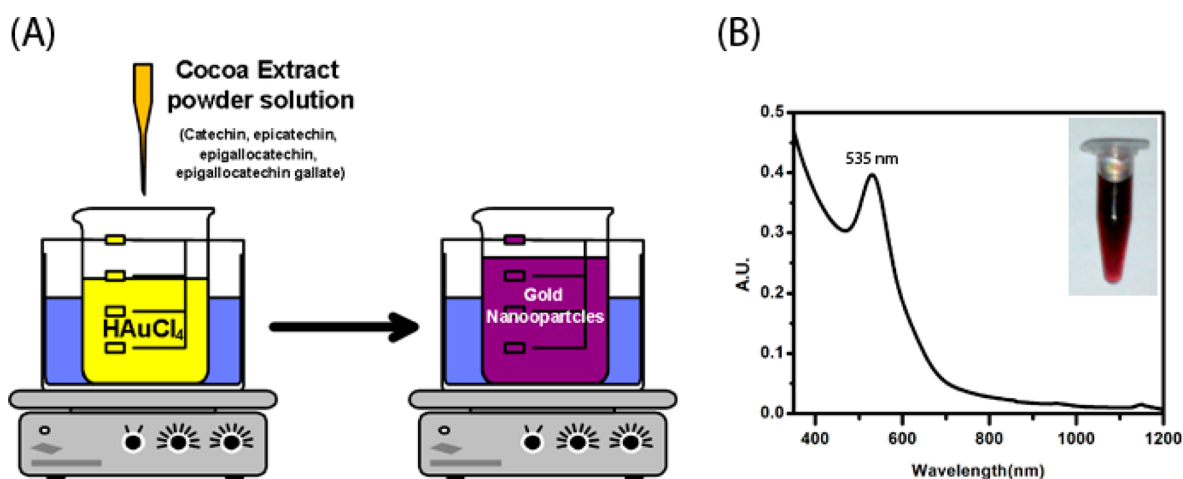 (A)
Cocoa Extract
powder solution
(Catechin, epicatechin,
epigallocatechin,
epigallocatechin gallate)
HAuCl₄
Gold
Nanoopartcles
(B)
0.5
0.4
0.3
0.2
0.1
0.0
A.U.
535 nm
400 600 800 1000 1200
Wavelength(nm)